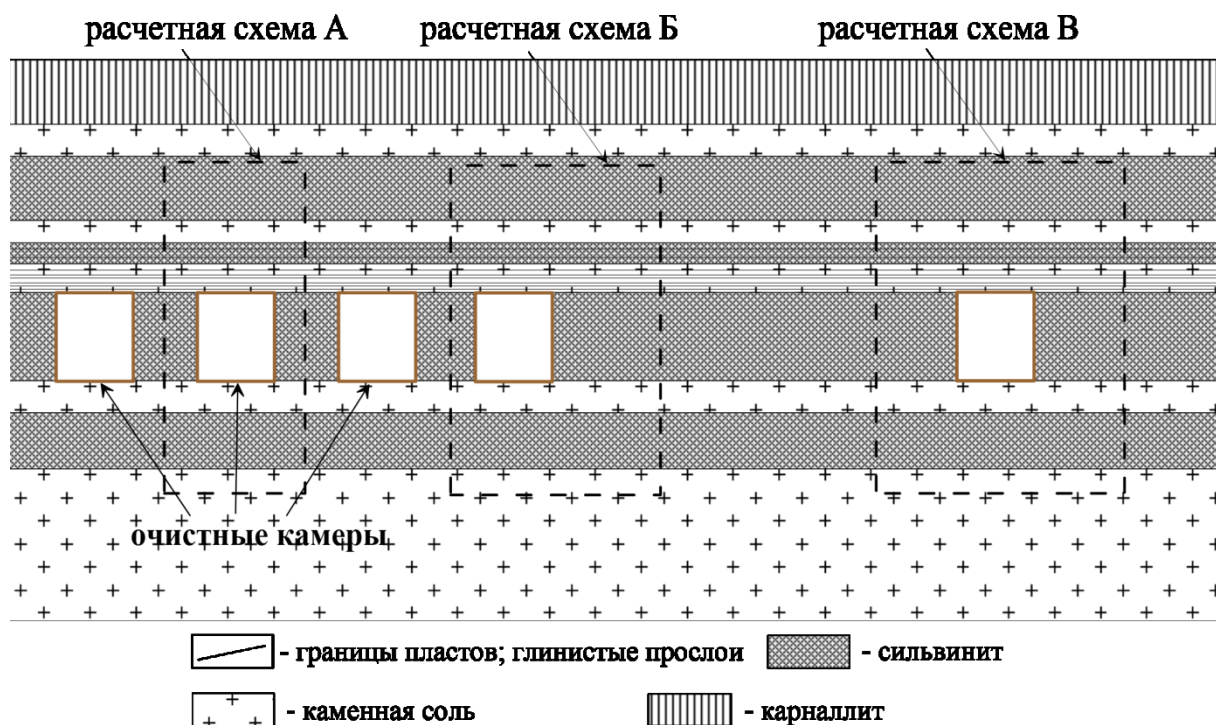 расчетная схема А
расчетная схема Б
расчетная схема В
очистные камеры
- границы пластов; глинистые прослои
- сильвинит
- каменная соль
- карналлит